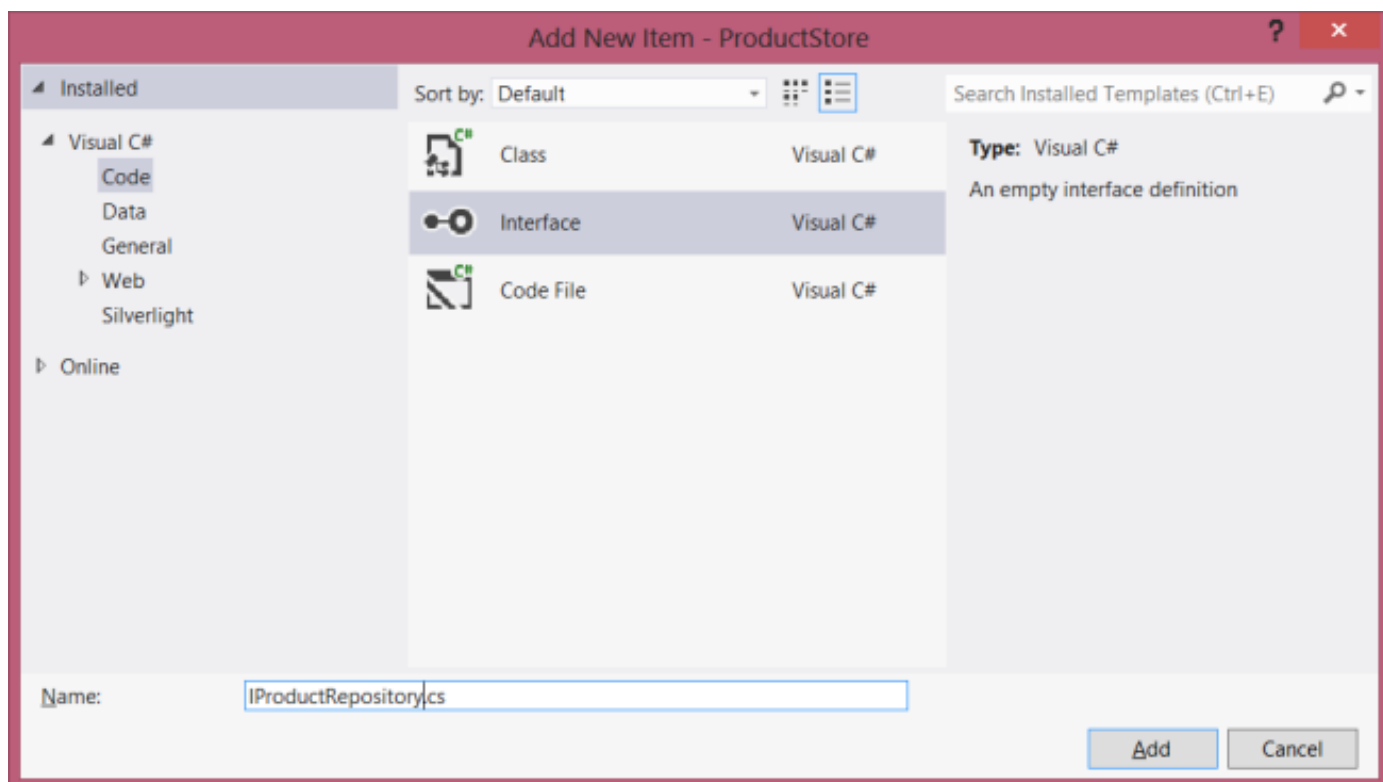 Add New Item - ProductStore
?
Installed
Sort by: Default
Search Installed Templates (Ctrl+E)
Visual C#
Code
Data
General
Web
Silverlight
Online
C#
Class Visual C#
Interface Visual C#
C#
Code File Visual C#
Type: Visual C#
An empty interface definition
Name: IProductRepository.cs
Add Cancel